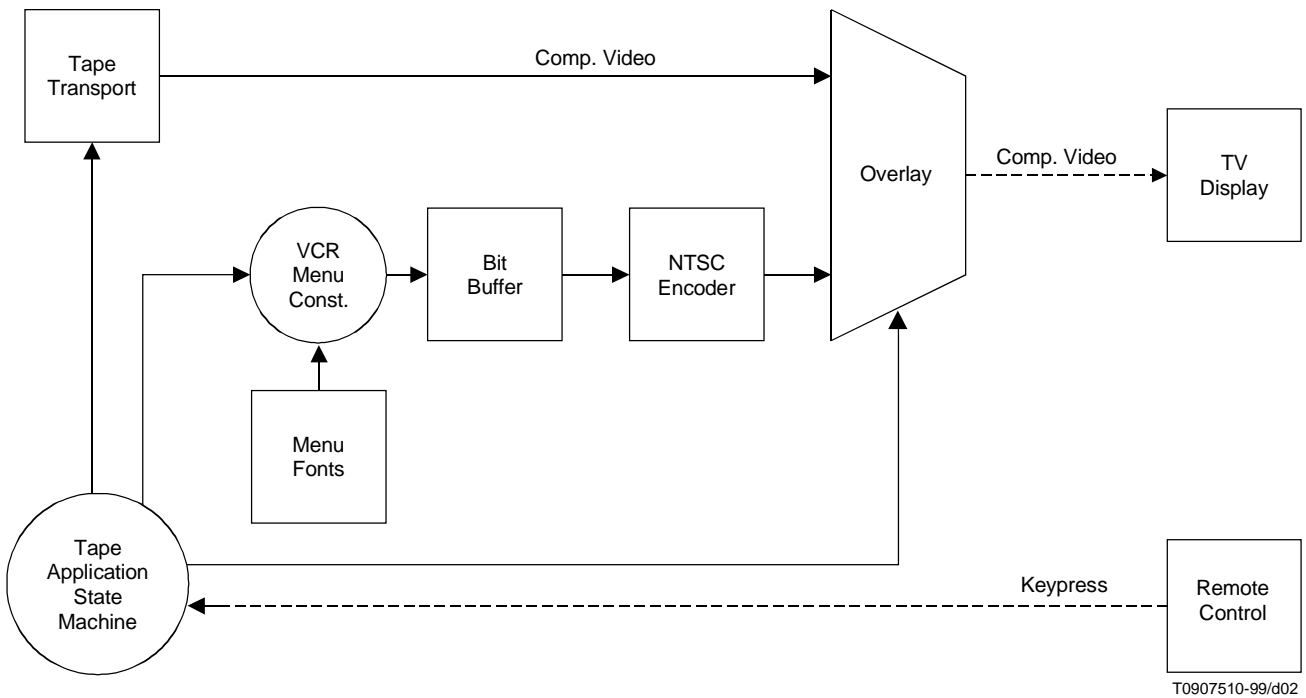 Tape
Transport
Comp. Video
Overlay
Comp. Video
TV
Display
VCR
Menu
Const.
Bit
Buffer
NTSC
Encoder
Menu
Fonts
Tape
Application
State
Machine
Keypress
Remote
Control
T0907510-99/d02